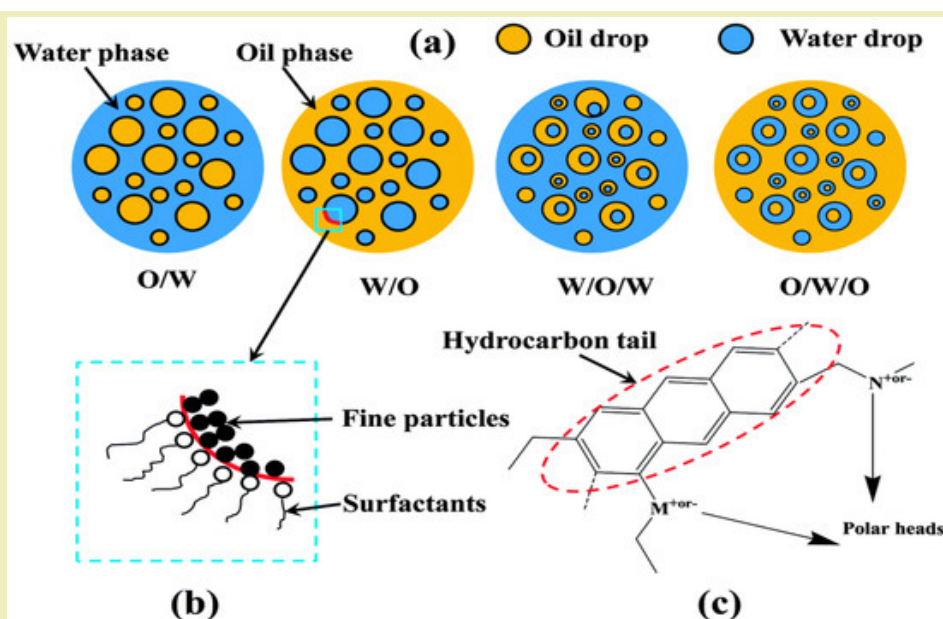 (a)
Oil drop
Water drop
Water phase
Oil phase
O/W
W/O
W/O/W
O/W/O
Hydrocarbon tail
N+or-
Fine particles
Surfactants
M+or-
Polar heads
(b)
(c)